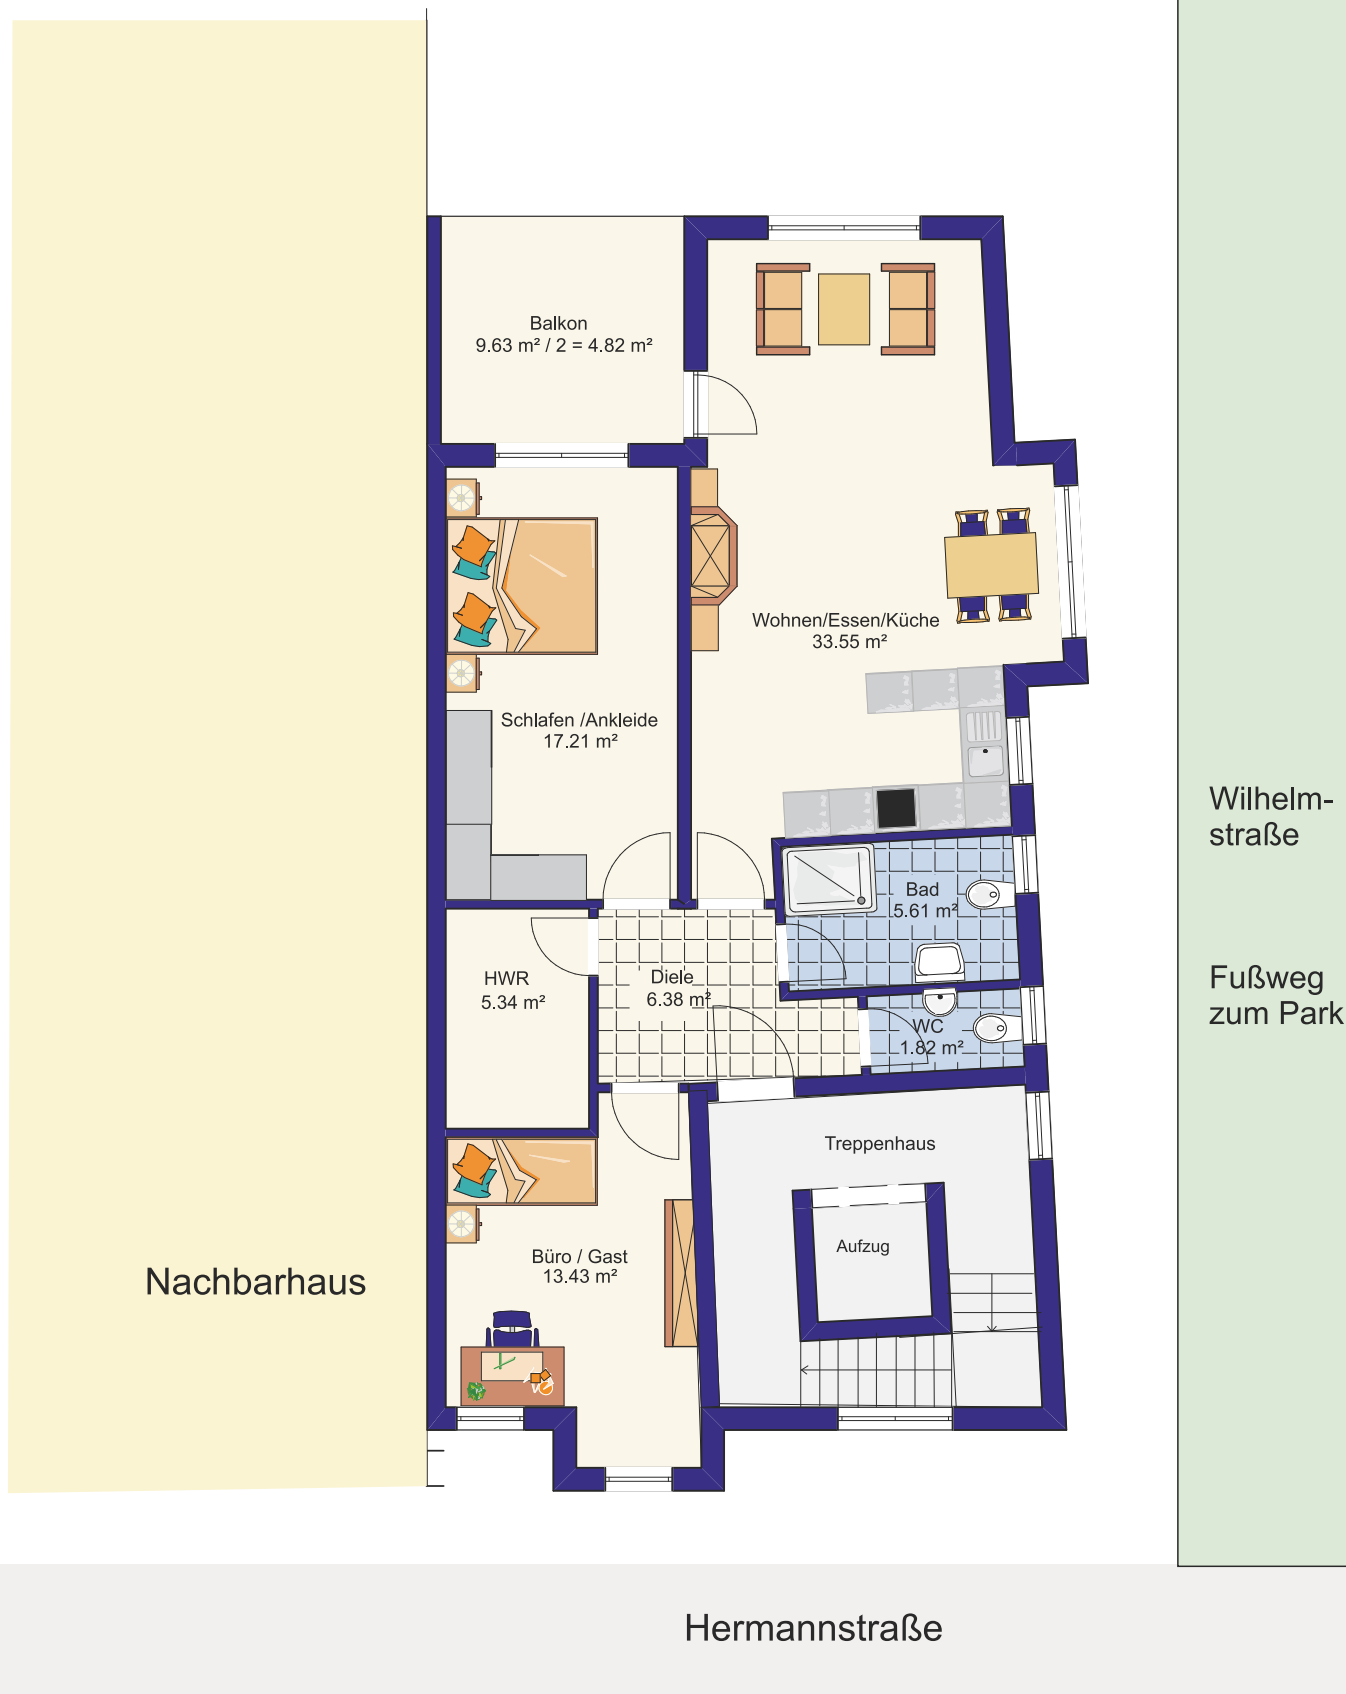 Balkon
9.63 m² / 2 = 4.82 m²
Wohnen/Essen/Küche
33.55 m²
Schlafen /Ankleide
17.21 m²
Wilhelm-
straße
Bad
5.61 m²
HWR
5.34 m²
Diele
6.38 m²
Fußweg
zum Park
WC
1.82 m²
Treppenhaus
Aufzug
Büro / Gast
13.43 m²
Nachbarhaus
Hermannstraße